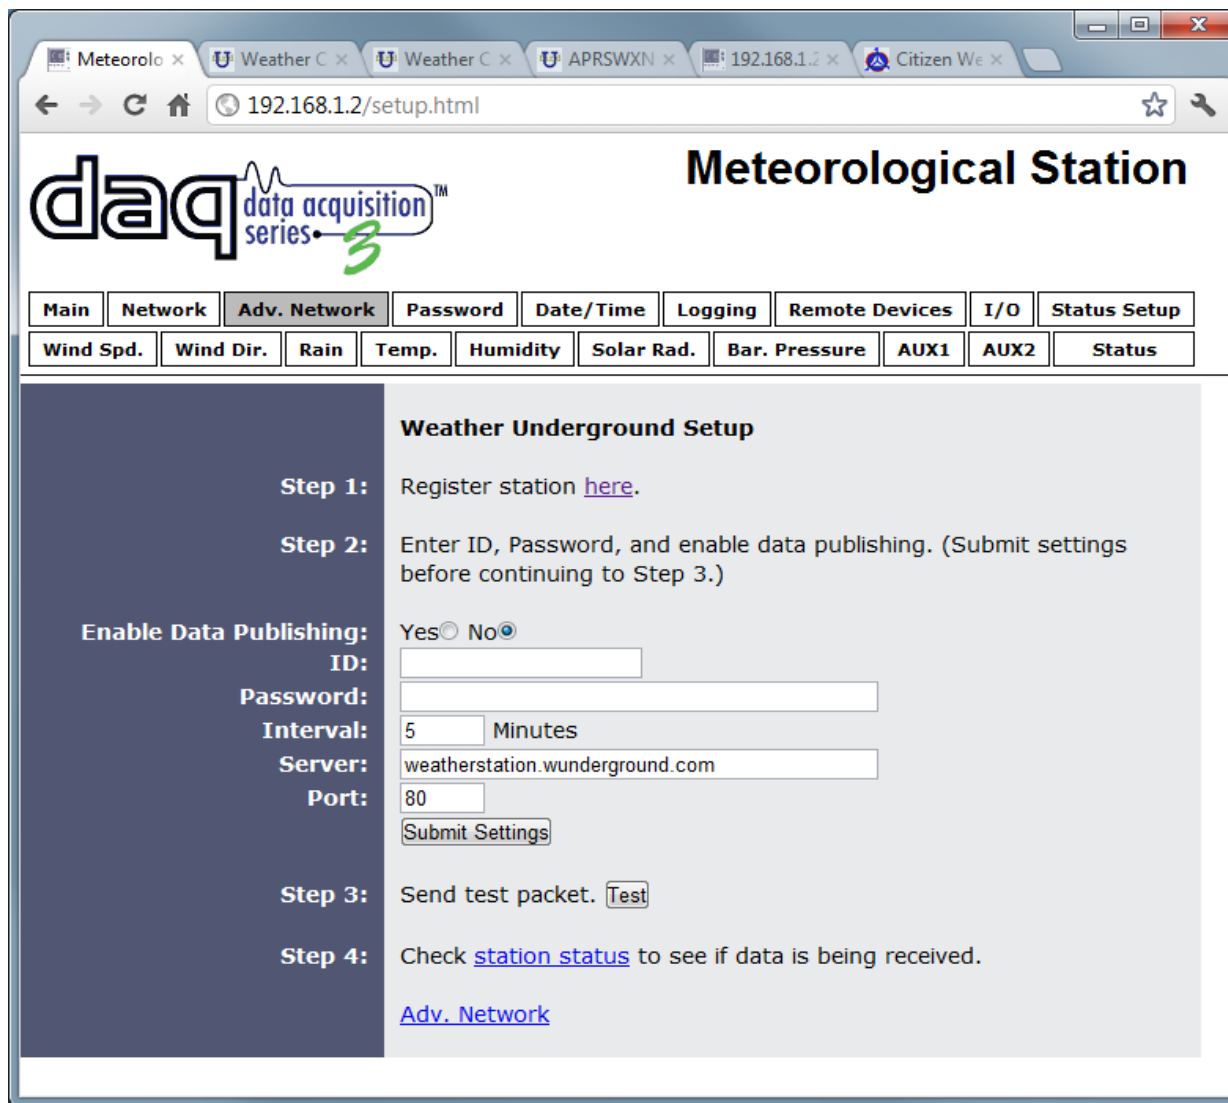 Meteorolo
Weather C
Weather C
APRSWXN
192.168.1.2
Citizen We
192.168.1.2/setup.html
daq data acquisition series 3 TM
Meteorological Station
Main Network Adv. Network Password Date/Time Logging Remote Devices I/O Status Setup
Wind Spd. Wind Dir. Rain Temp. Humidity Solar Rad. Bar. Pressure AUX1 AUX2 Status
Weather Underground Setup
Step 1: Register station here.
Step 2: Enter ID, Password, and enable data publishing. (Submit settings
before continuing to Step 3.)
Enable Data Publishing: Yes No
ID:
Password:
Interval: 5 Minutes
Server: weatherstation.wunderground.com
Port: 80
Submit Settings
Step 3: Send test packet. Test
Step 4: Check station status to see if data is being received.
Adv. Network